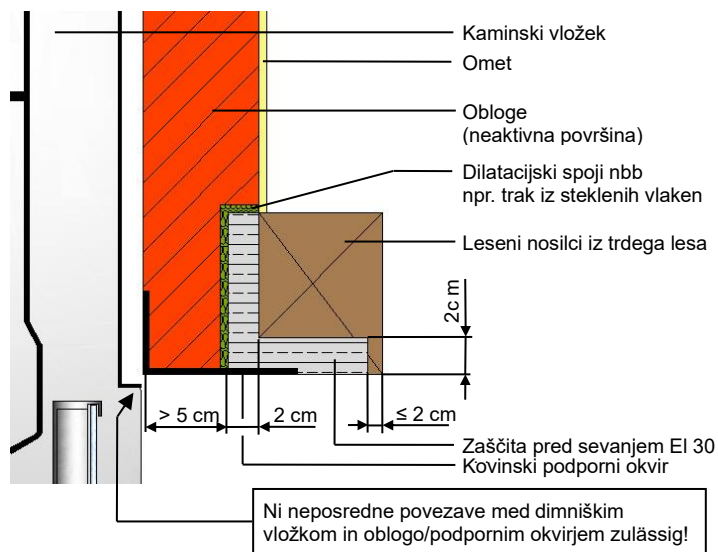 Kaminski vložek
Omet
Obloge
(neaktivna površina)
Dilatacijski spoji nbb
npr. trak iz steklenih vlaken
Leseni nosilci iz trdega lesa
2c m
> 5 cm
2 cm
≤ 2 cm
Zaščita pred sevanjem EI 30
Kovinski podporni okvir
Ni neposredne povezave med dimniškim
vložkom in oblogo/podpornim okvirjem zulässig!